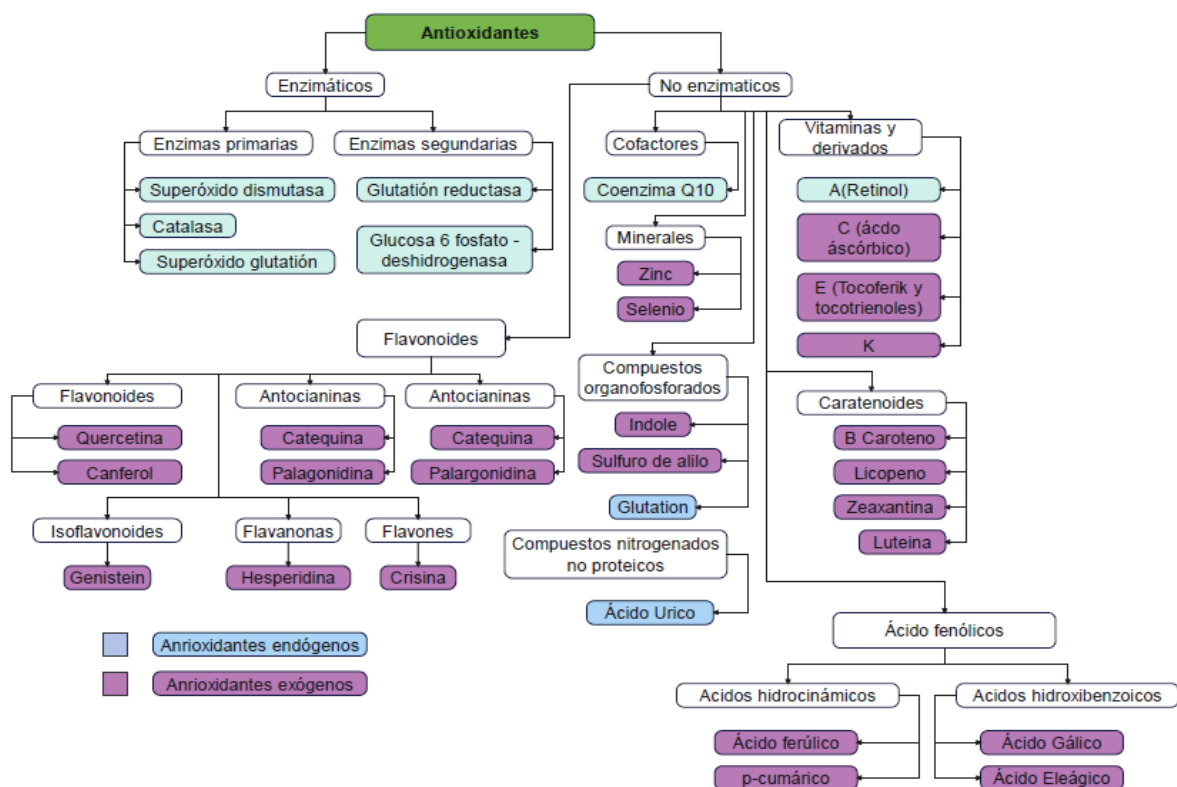 Antioxidantes
Enzimáticos
No enzimaticos
Enzimas primarias
Superóxido dismutasa
Catalasa
Superóxido glutatión
Enzimas segundarias
Glutatión reductasa
Glucosa 6 fosfato -
deshidrogenasa
Cofactores
Coenzima Q10
Minerales
Zinc
Selenio
Vitaminas y
derivados
A(Retinol)
C (ácdo
áscórbico)
E (Tocoferik y
tocotrienoles)
K
Flavonoides
Flavonoides
Quercetina
Canferol
Antocianinas
Catequina
Palagonidina
Antocianinas
Catequina
Palargonidina
Isoflavonoides
Genistein
Flavanonas
Hesperidina
Flavones
Crisina
Compuestos
organofosforados
Indole
Sulfuro de alilo
Glutation
Compuestos nitrogenados
no proteicos
Ácido Urico
Caratenoides
B Caroteno
Licopeno
Zeaxantina
Luteina
Ácido fenólicos
Acidos hidrocinámicos
Ácido ferúlico
p-cumárico
Acidos hidroxibenzoicos
Ácido Gálico
Ácido Eleágico
Anrioxidantes endógenos
Anrioxidantes exógenos